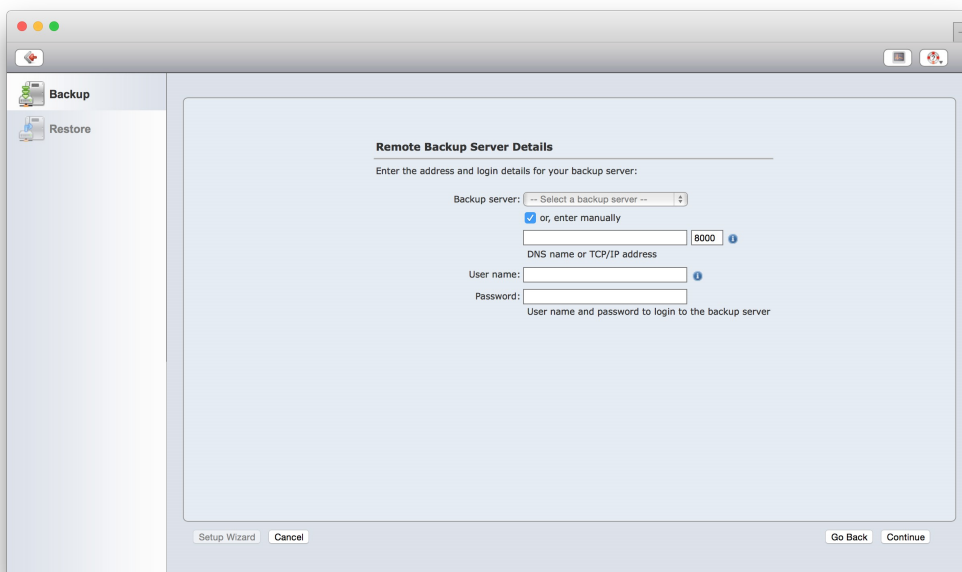 Backup
Restore
Remote Backup Server Details
Enter the address and login details for your backup server:
Backup server: -- Select a backup server --
or, enter manually
8000
DNS name or TCP/IP address
User name:
Password:
User name and password to login to the backup server
Setup Wizard Cancel Go Back Continue